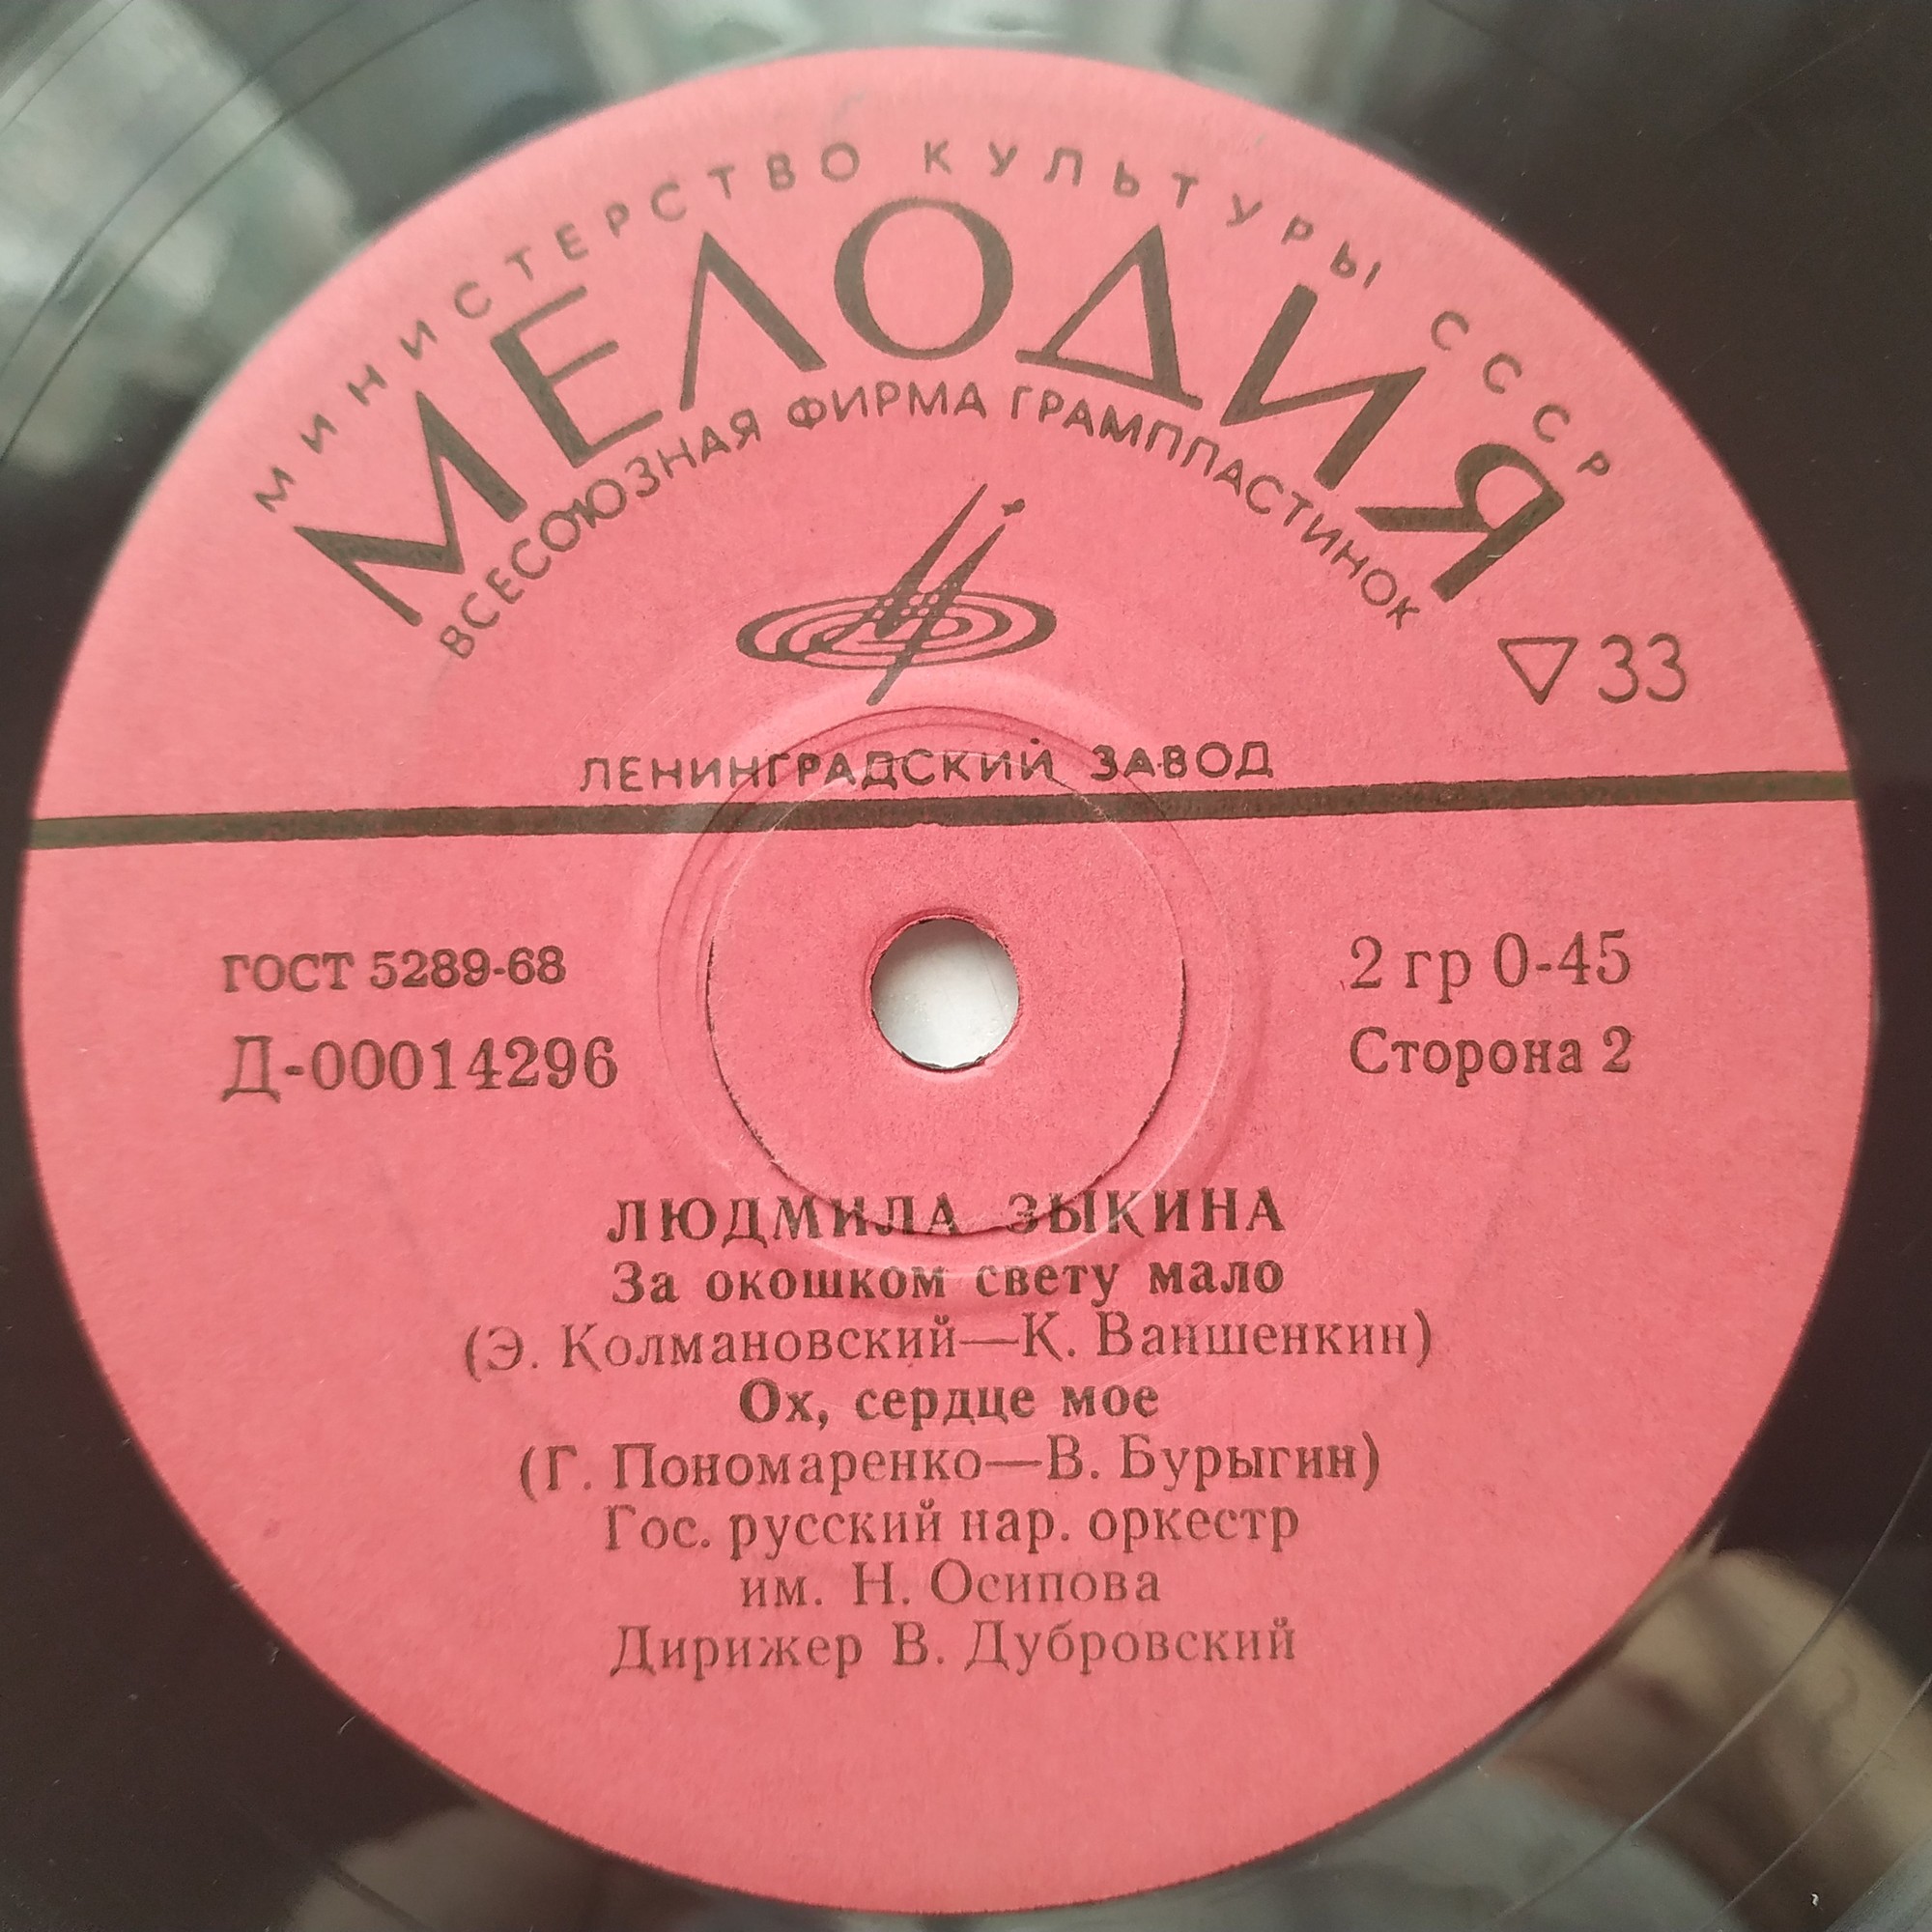 МИНИСТЕРСТВО КУЛЬТУРЫ СССР
МЕЛОДИЯ
ВСЕСОЮЗНАЯ ФИРМА ГРАМПЛАСТИНОК
33
ЛЕНИНГРАДСКИЙ ЗАВОД
ГОСТ 5289-68
2 гр 0-45
Д-00014296
Сторона 2
ЛЮДМИЛА ЗЫКИНА
За окошком свету мало
(Э. Колмановский—К. Ваншенкин)
Ох, сердце мое
(Г. Пономаренко—В. Бурыгин)
Гос. русский нар. оркестр
им. Н. Осипова
Дирижер В. Дубровский